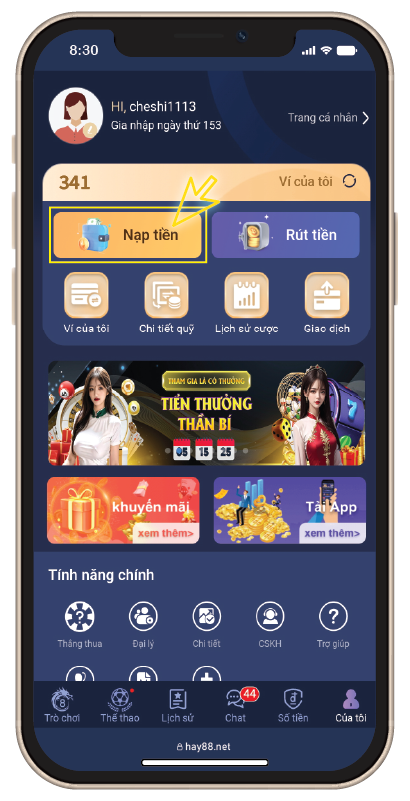 8:30
HI, cheshi1113
Gia nhập ngày thứ 153
Trang cá nhân
341
Ví của tôi
Nạp tiền
Rút tiền
Ví của tôi
Chi tiết quỹ
Lịch sử cược
Giao dịch
THAM GIA LÀ CÓ THƯỞNG
TIỀN THƯỞNG
THẦN BÍ
05 15 25
khuyến mãi
xem thêm>
Tải App
xem thêm>
Tính năng chính
Thắng thua
Đại lý
Chi tiết
CSKH
Trợ giúp
44
Trò chơi
Thể thao
Lịch sử
Chat
Số tiền
Của tôi
hay88.net